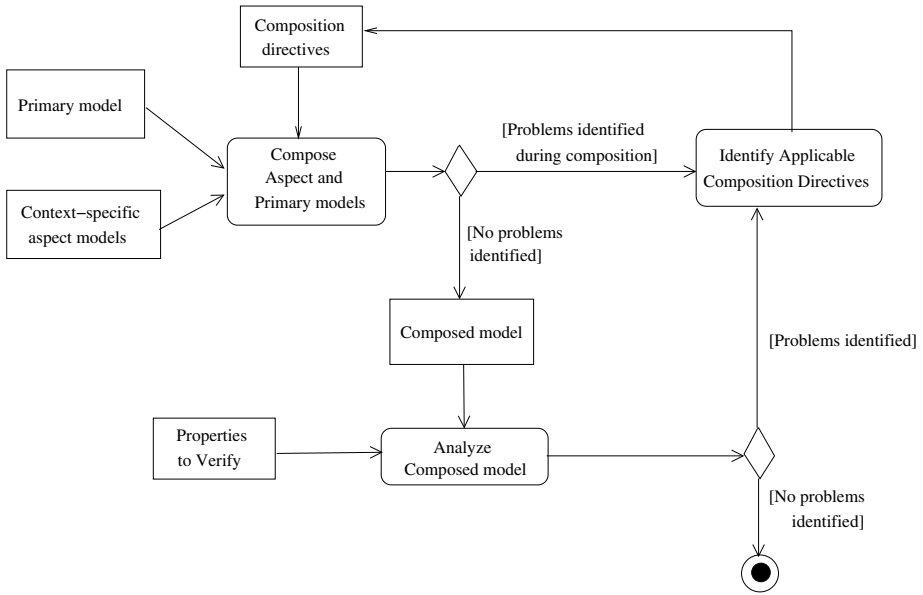 Composition
directives
Primary model
[Problems identified
during composition]
Compose
Aspect and
Primary models
Identify Applicable
Composition Directives
Context−specific
aspect models
[No problems
identified]
Composed model
[Problems identified]
Properties
to Verify
Analyze
Composed model
[No problems
identified]